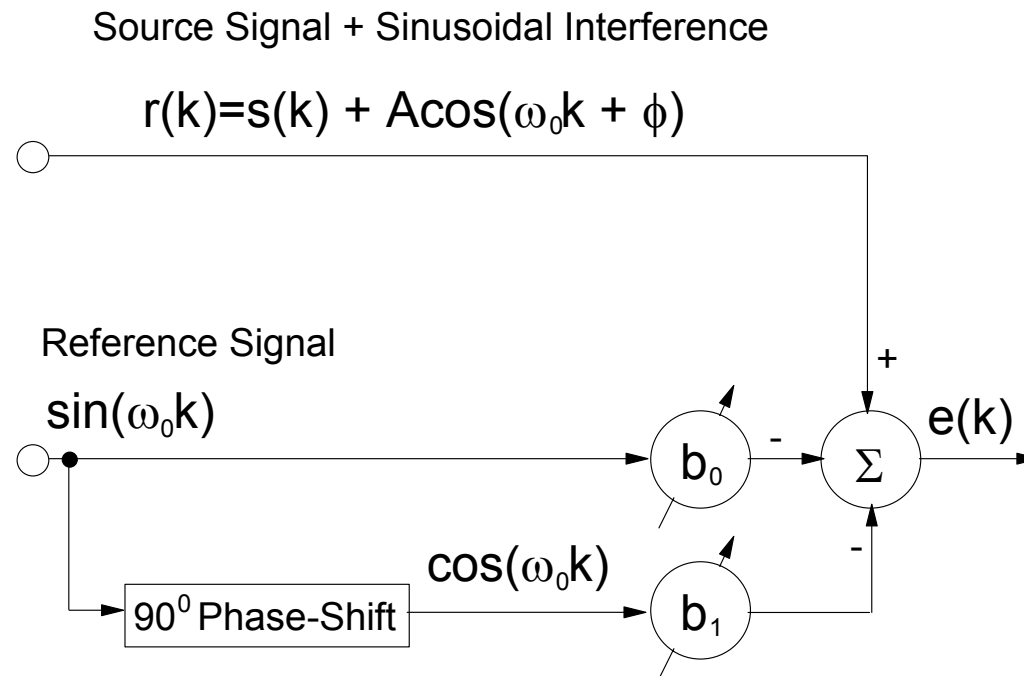 Source Signal + Sinusoidal Interference
r(k)=s(k) + Acos(ω₀k + ϕ)
Reference Signal
sin(ω₀k)
+
e(k)
-
b₀
Σ
-
cos(ω₀k)
90⁰ Phase-Shift
b₁